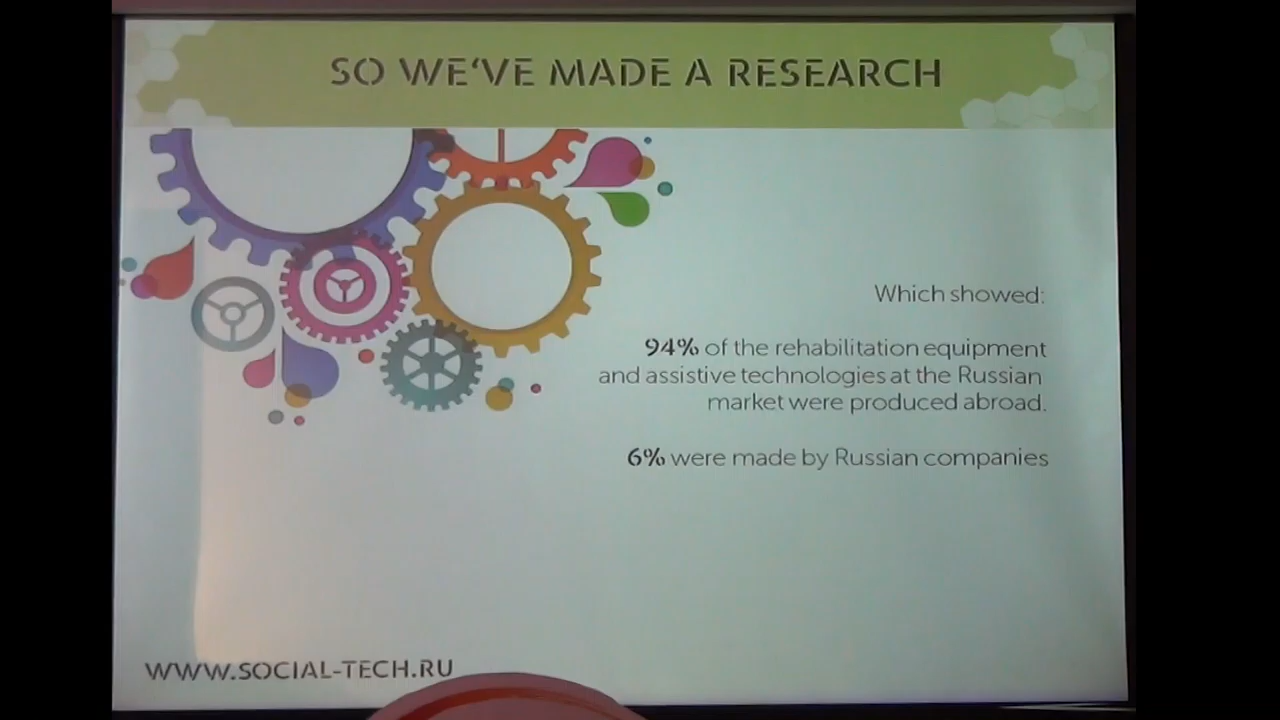 SO WE'VE MADE A RESEARCH
Which showed:
94% of the rehabilitation equipment
and assistive technologies at the Russian
market were produced abroad.
6% were made by Russian companies
WWW.SOCIAL-TECH.RU